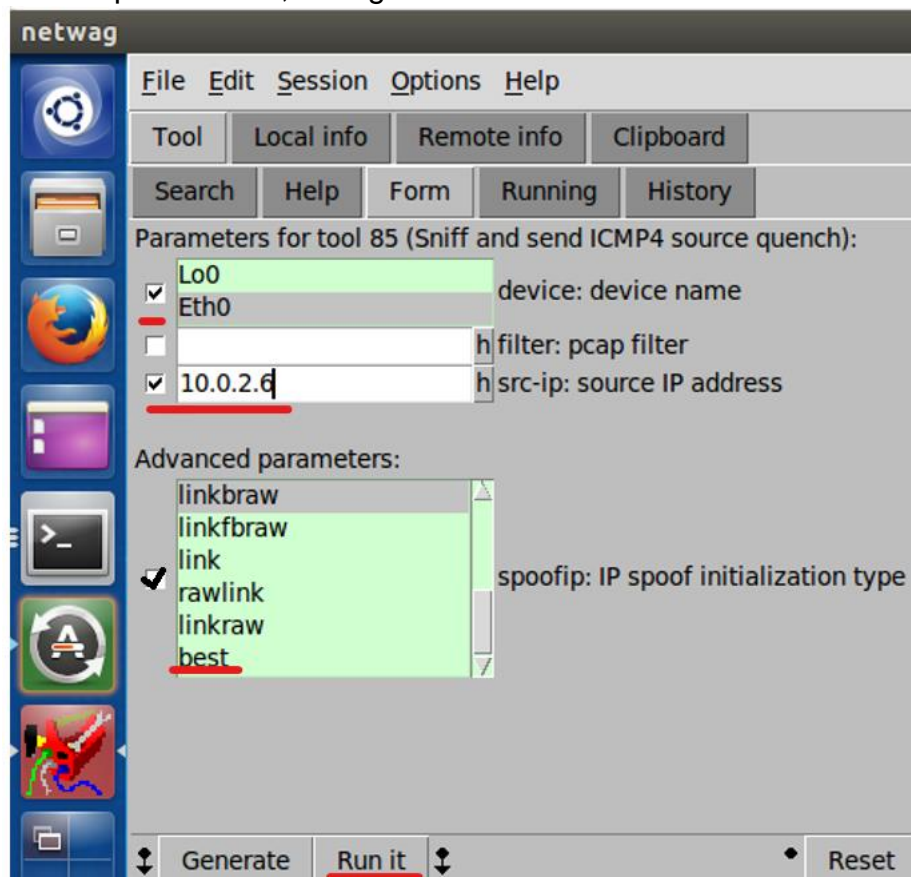 netwag
File Edit Session Options Help
Tool Local info Remote info Clipboard
Search Help Form Running History
Parameters for tool 85 (Sniff and send ICMP4 source quench):
Lo0
Eth0
device: device name
h filter: pcap filter
10.0.2.6 h src-ip: source IP address
Advanced parameters:
linkbraw
linkfbraw
link
rawlink
linkraw
best
spoofip: IP spoof initialization type
Generate Run it Reset